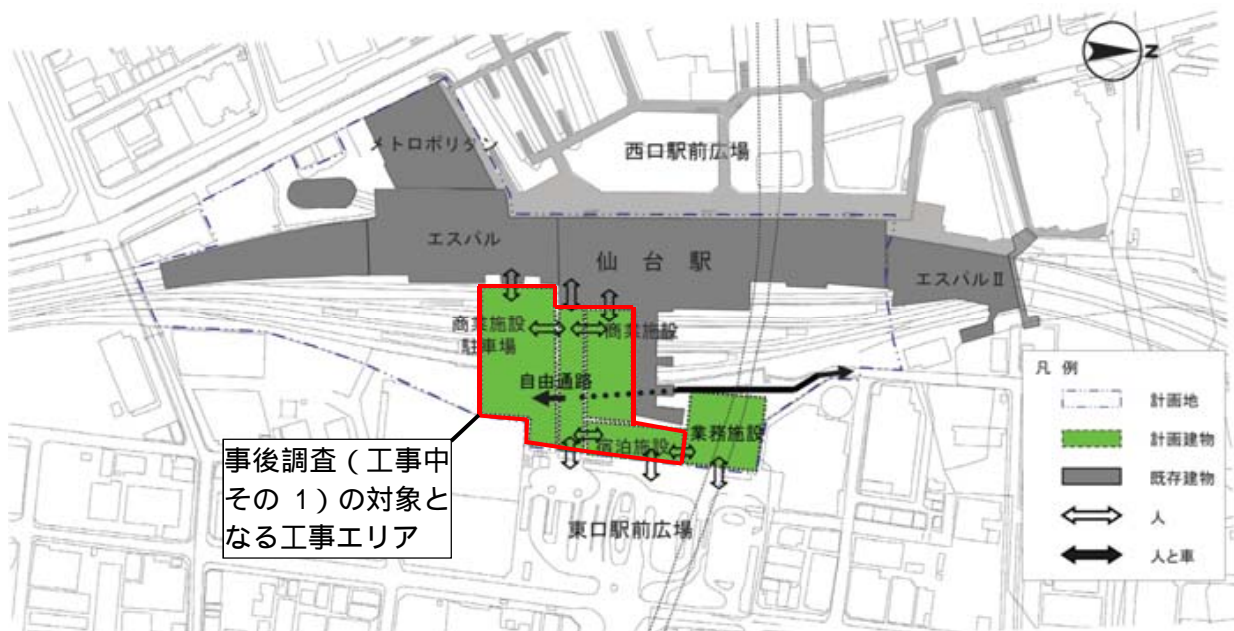 N
メトロポリタン
西口駅前広場
エスパル
仙台駅
エスパルⅡ
商業施設
駐車場
商業施設
自由通路
宿泊施設
業務施設
東口駅前広場
事後調査(工事中
その 1)の対象と
なる工事エリア
凡 例
計画地
計画建物
既存建物
人
人と車